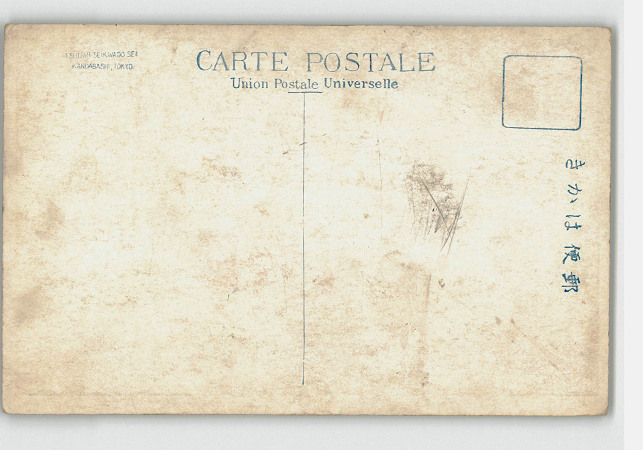 CARTE POSTALE
Union Postale Universelle
KANDABASHI, TOKYO.
きかは便郵